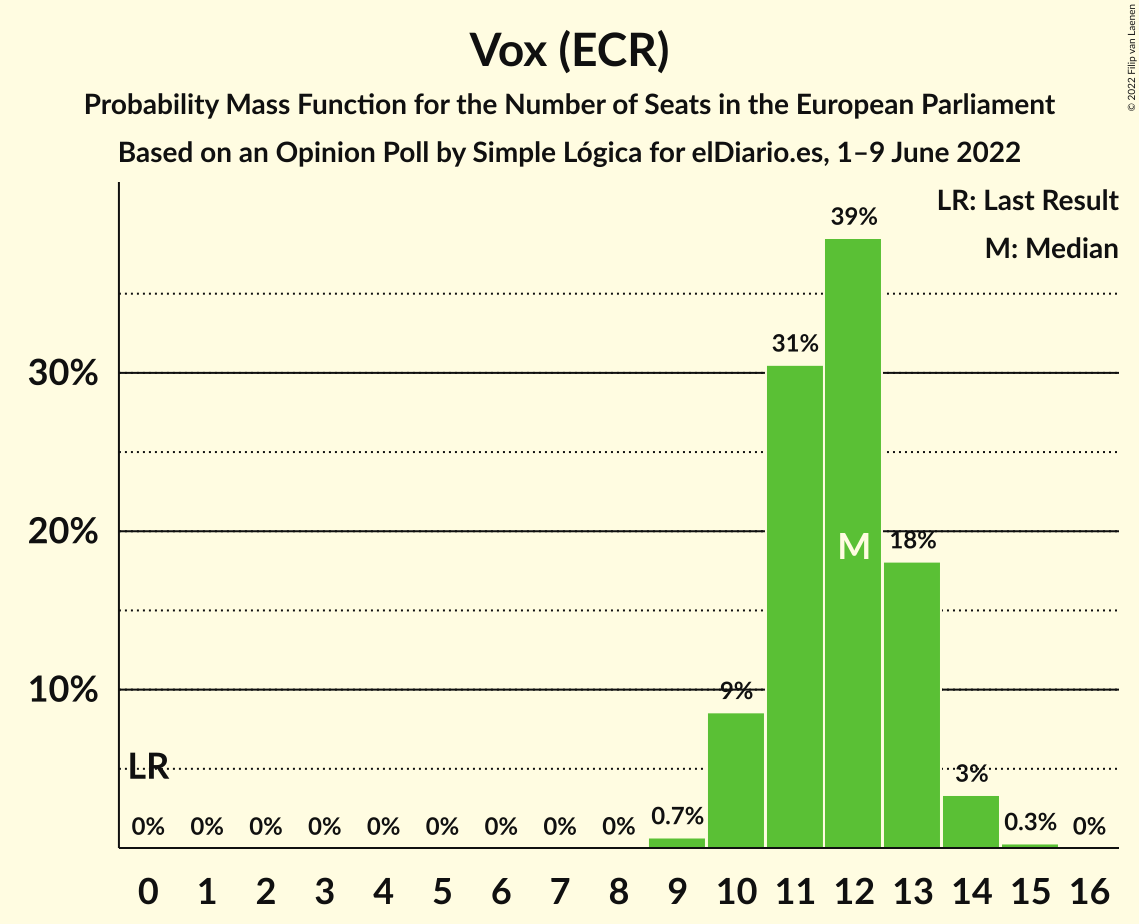 Vox (ECR)
Probability Mass Function for the Number of Seats in the European Parliament
Based on an Opinion Poll by Simple Lógica for elDiario.es, 1–9 June 2022
© 2022 Filip van Laenen
LR: Last Result
M: Median
39%
31%
30%
20%
M
18%
10%
9%
LR
3%
0% 0% 0% 0% 0% 0% 0% 0% 0% 0.7% 0.3% 0%
0 1 2 3 4 5 6 7 8 9 10 11 12 13 14 15 16